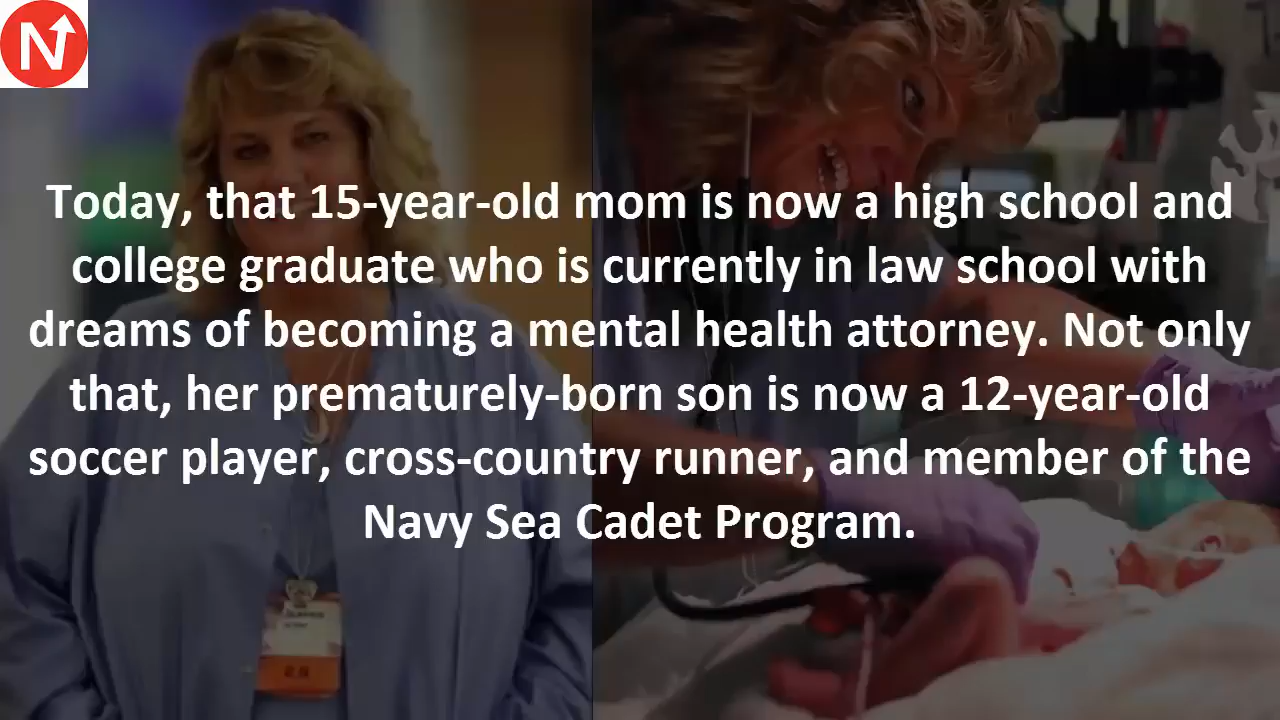 N
Today, that 15-year-old mom is now a high school and
college graduate who is currently in law school with
dreams of becoming a mental health attorney. Not only
that, her prematurely-born son is now a 12-year-old
soccer player, cross-country runner, and member of the
Navy Sea Cadet Program.